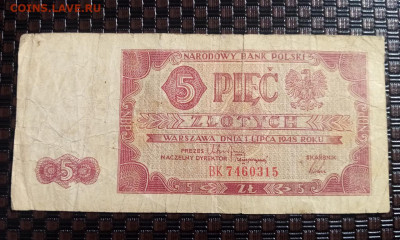 COINS.LAVE.RU
NARODOWY BANK POLSKI
5 PIĘĆ
ZŁOTYCH
WARSZAWA DNIA 1 LIPCA 1948 ROKU
PREZES
NACZELNY DYREKTOR
SKARBNIK
BK 7460315
5
5 ZŁ 5